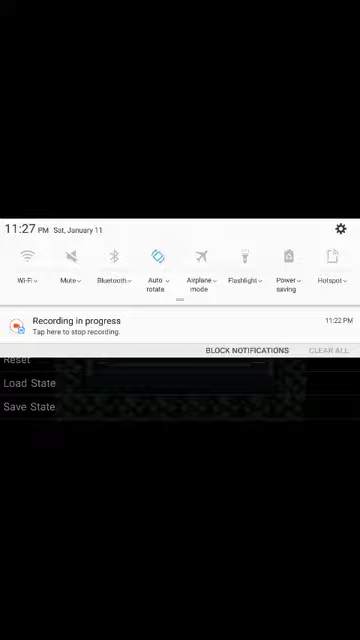 11:27 PM Sat, January 11
Wi-Fi Mute Bluetooth Auto rotate Airplane mode Flashlight Power saving Hotspot
Recording in progress 11:22 PM
Tap here to stop recording.
BLOCK NOTIFICATIONS CLEAR ALL
Reset
Load State
Save State